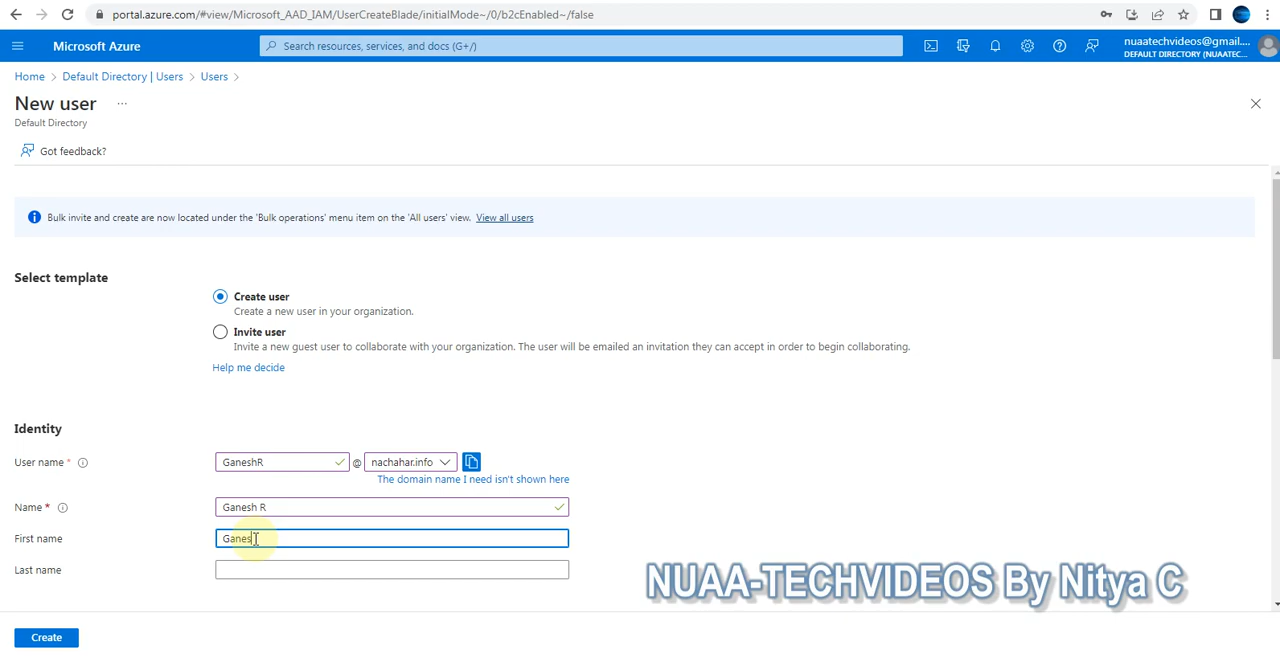 portal.azure.com/#view/Microsoft_AAD_IAM/UserCreateBlade/initialMode~/0/b2cEnabled~/false
Microsoft Azure
Search resources, services, and docs (G+/)
nuaatechvideos@gmail....
DEFAULT DIRECTORY (NUAATEC...
Home > Default Directory | Users > Users >
New user ...
Default Directory
Got feedback?
Bulk invite and create are now located under the 'Bulk operations' menu item on the 'All users' view. View all users
Select template
Create user
Create a new user in your organization.
Invite user
Invite a new guest user to collaborate with your organization. The user will be emailed an invitation they can accept in order to begin collaborating.
Help me decide
Identity
User name * GaneshR @ nachahar.info
The domain name I need isn't shown here
Name * Ganesh R
First name Ganes
Last name
NUAA-TECHVIDEOS By Nitya C
Create